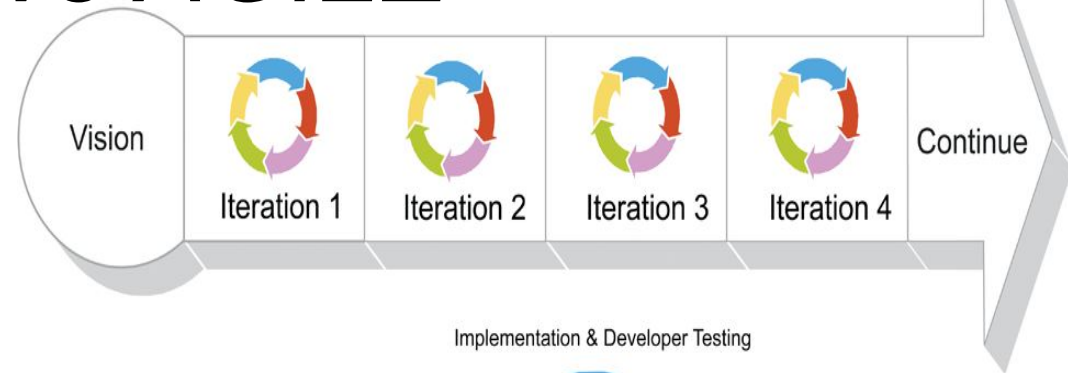 Vision
Iteration 1
Iteration 2
Iteration 3
Iteration 4
Continue
Implementation & Developer Testing